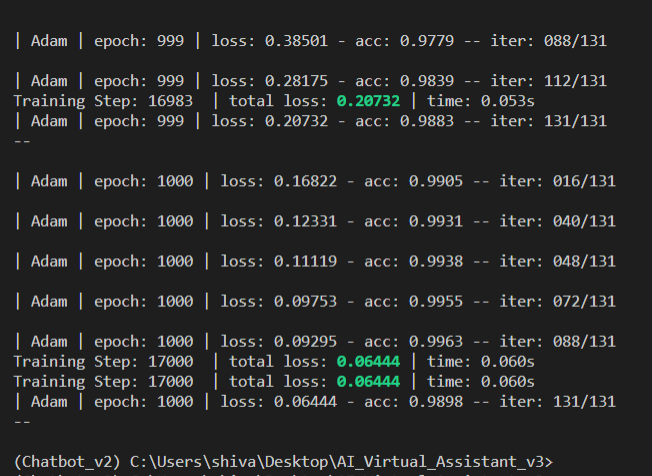 | Adam | epoch: 999 | loss: 0.38501 - acc: 0.9779 -- iter: 088/131
| Adam | epoch: 999 | loss: 0.28175 - acc: 0.9839 -- iter: 112/131
Training Step: 16983  | total loss: 0.20732 | time: 0.053s
| Adam | epoch: 999 | loss: 0.20732 - acc: 0.9883 -- iter: 131/131
--
| Adam | epoch: 1000 | loss: 0.16822 - acc: 0.9905 -- iter: 016/131
| Adam | epoch: 1000 | loss: 0.12331 - acc: 0.9931 -- iter: 040/131
| Adam | epoch: 1000 | loss: 0.11119 - acc: 0.9938 -- iter: 048/131
| Adam | epoch: 1000 | loss: 0.09753 - acc: 0.9955 -- iter: 072/131
| Adam | epoch: 1000 | loss: 0.09295 - acc: 0.9963 -- iter: 088/131
Training Step: 17000  | total loss: 0.06444 | time: 0.060s
Training Step: 17000  | total loss: 0.06444 | time: 0.060s
| Adam | epoch: 1000 | loss: 0.06444 - acc: 0.9898 -- iter: 131/131
--
(Chatbot_v2) C:\Users\shiva\Desktop\AI_Virtual_Assistant_v3>